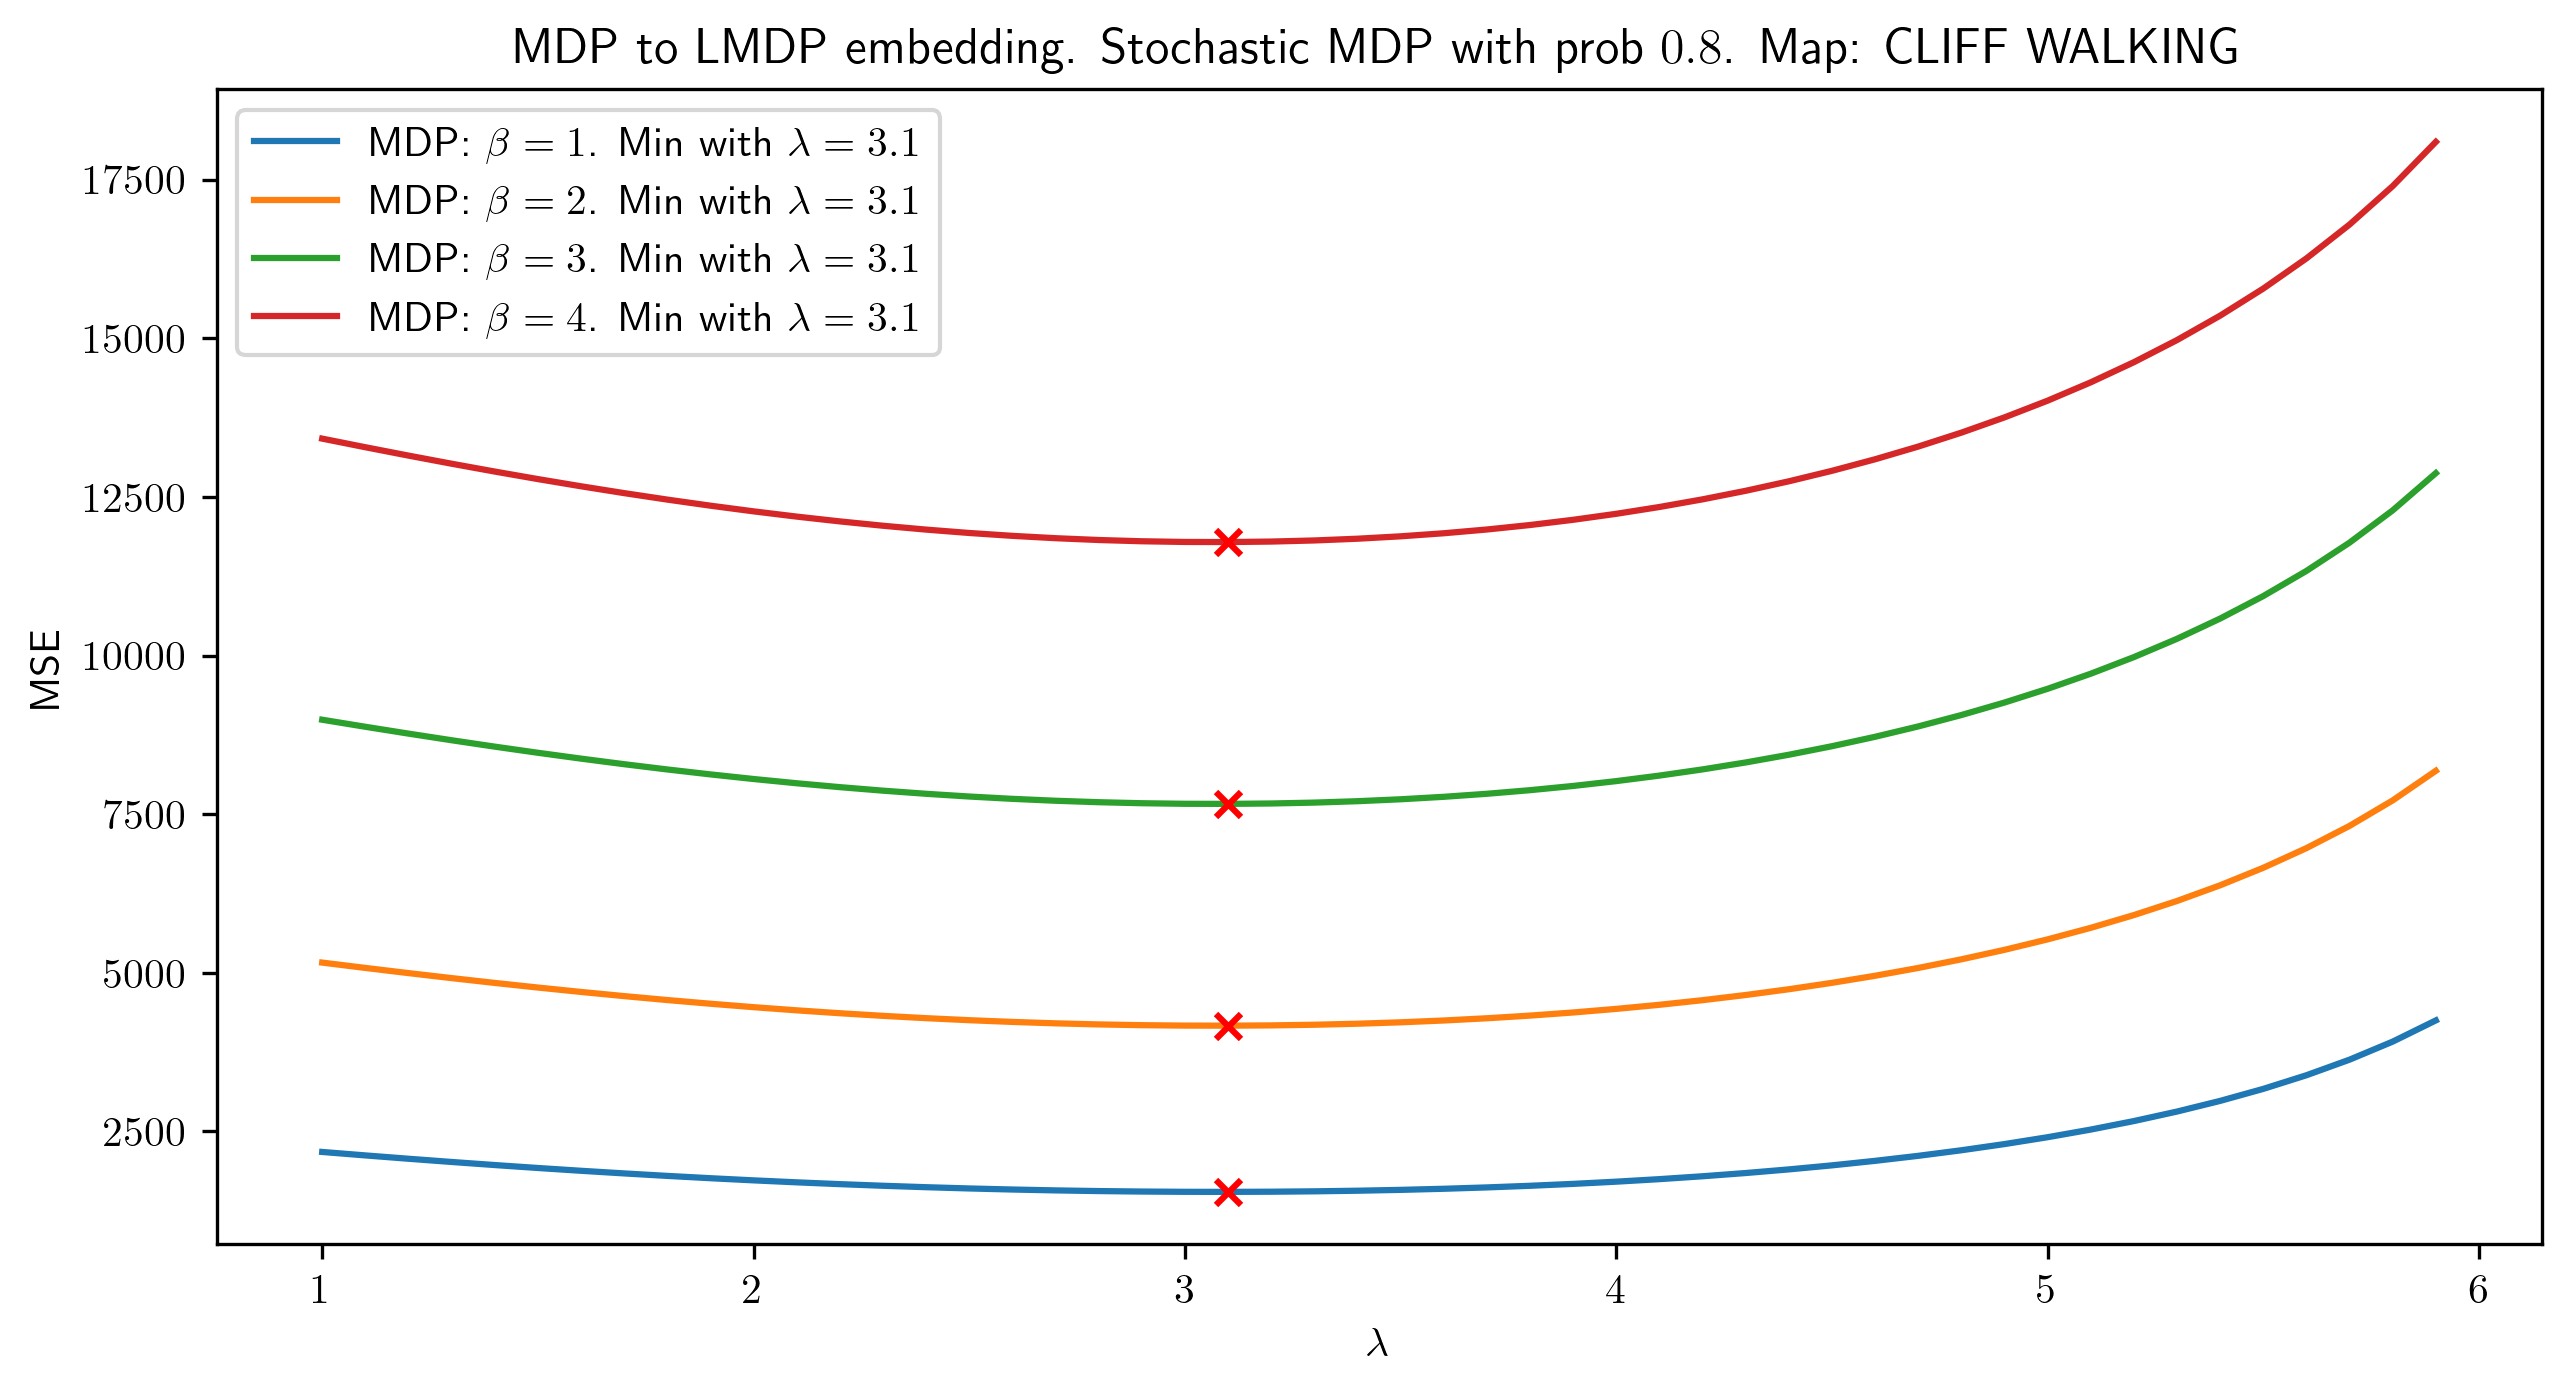 MDP to LMDP embedding. Stochastic MDP with prob 0.8. Map: CLIFF WALKING
MDP: β = 1. Min with λ = 3.1
MDP: β = 2. Min with λ = 3.1
MDP: β = 3. Min with λ = 3.1
MDP: β = 4. Min with λ = 3.1
17500
15000
12500
10000
7500
5000
2500
MSE
1 2 3 4 5 6
λ